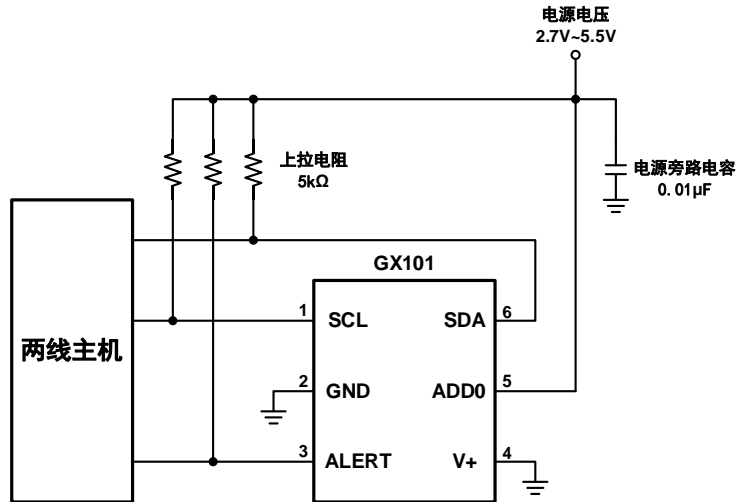 电源电压
2.7V~5.5V
上拉电阻
5kΩ
电源旁路电容
0.01μF
GX101
两线主机
1
SCL
SDA
6
2
GND
ADD0
5
3
ALERT
V+
4